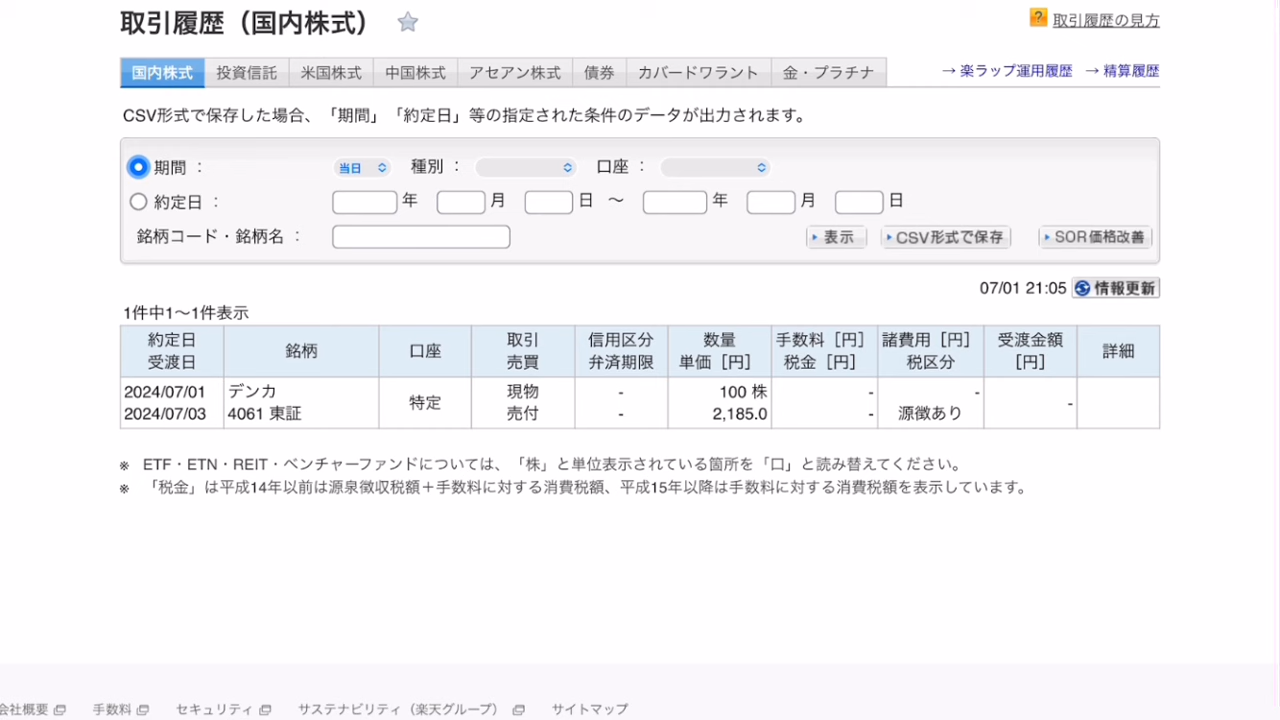 取引履歴（国内株式）
取引履歴の見方
国内株式 投資信託 米国株式 中国株式 アセアン株式 債券 カバードワラント 金・プラチナ →楽ラップ運用履歴 →精算履歴
CSV形式で保存した場合、「期間」「約定日」等の指定された条件のデータが出力されます。
期間 ： 当日 種別 ： 口座 ：
約定日 ： 年 月 日 ～ 年 月 日
銘柄コード・銘柄名 ： 表示 CSV形式で保存 SOR価格改善
07/01 21:05 情報更新
1件中1～1件表示
約定日 銘柄 口座 取引 信用区分 数量 手数料［円］ 諸費用［円］ 受渡金額 詳細
受渡日 売買 弁済期限 単価［円］ 税金［円］ 税区分 ［円］
2024/07/01 デンカ 特定 現物 - 100 株 - - -
2024/07/03 4061 東証 売付 - 2,185.0 - 源徴あり
※ ETF・ETN・REIT・ベンチャーファンドについては、「株」と単位表示されている箇所を「口」と読み替えてください。
※ 「税金」は平成14年以前は源泉徴収税額＋手数料に対する消費税額、平成15年以降は手数料に対する消費税額を表示しています。
会社概要 手数料 セキュリティ サステナビリティ（楽天グループ） サイトマップ